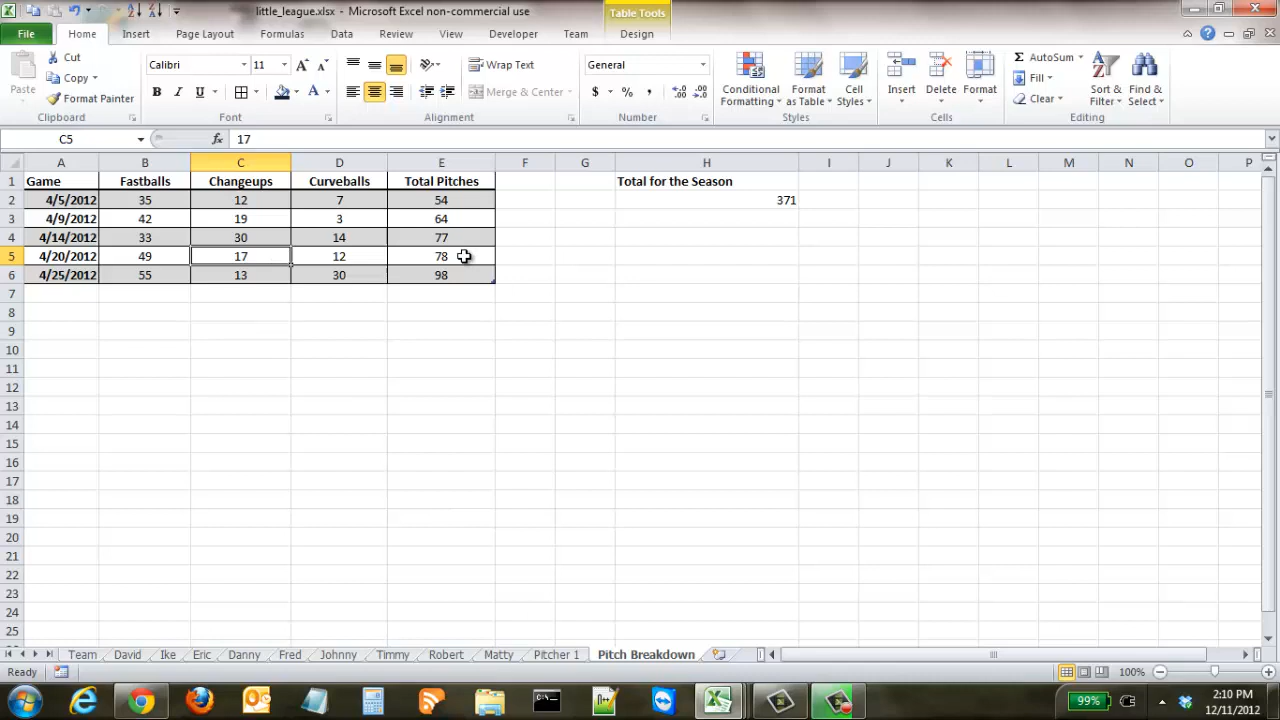 little_league.xlsx - Microsoft Excel non-commercial use
Table Tools
File Home Insert Page Layout Formulas Data Review View Developer Team Design
Paste
Cut
Copy
Format Painter
Clipboard
Calibri 11
B I U
Font
Wrap Text
Merge & Center
Alignment
General
$ % ,
Number
Conditional Formatting
Format as Table
Cell Styles
Styles
Insert Delete Format
Cells
AutoSum
Fill
Clear
Sort & Filter
Find & Select
Editing
C5 fx 17
A B C D E F G H I J K L M N O P
1 Game Fastballs Changeups Curveballs Total Pitches Total for the Season
2 4/5/2012 35 12 7 54 371
3 4/9/2012 42 19 3 64
4 4/14/2012 33 30 14 77
5 4/20/2012 49 17 12 78
6 4/25/2012 55 13 30 98
7
8
9
10
11
12
13
14
15
16
17
18
19
20
21
22
23
24
25
Team David Ike Eric Danny Fred Johnny Timmy Robert Matty Pitcher 1 Pitch Breakdown
Ready 100%
99% 2:10 PM
12/11/2012